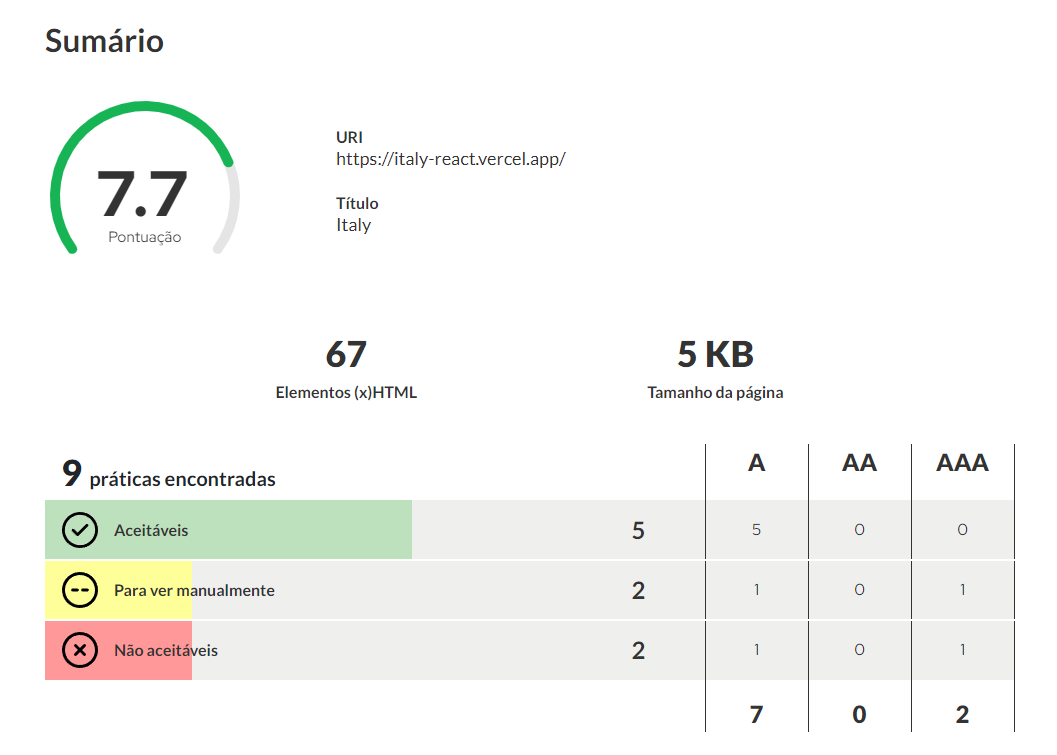 Sumário
7.7
Pontuação
URI
https://italy-react.vercel.app/
Título
Italy
67
Elementos (x)HTML
5 KB
Tamanho da página
9 práticas encontradas A AA AAA
Aceitáveis 5 5 0 0
Para ver manualmente 2 1 0 1
Não aceitáveis 2 1 0 1
7 0 2